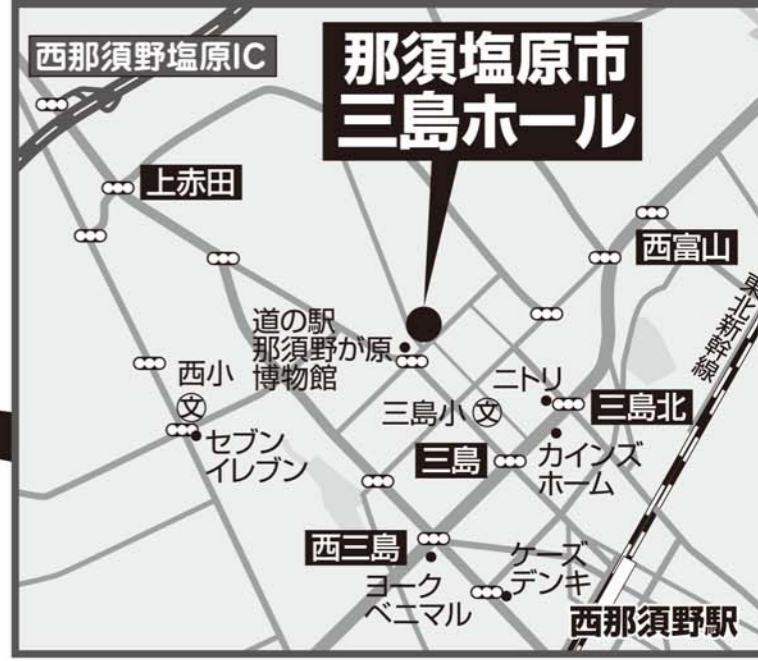 西那須野塩原IC
那須塩原市
三島ホール
上赤田
西富山
東北新幹線
道の駅
那須野が原
博物館
西小
文
セブン
イレブン
ニトリ
三島北
三島小
文
三島
カインズ
ホーム
西三島
ヨーク
ベニマル
ケーズ
デンキ
西那須野駅